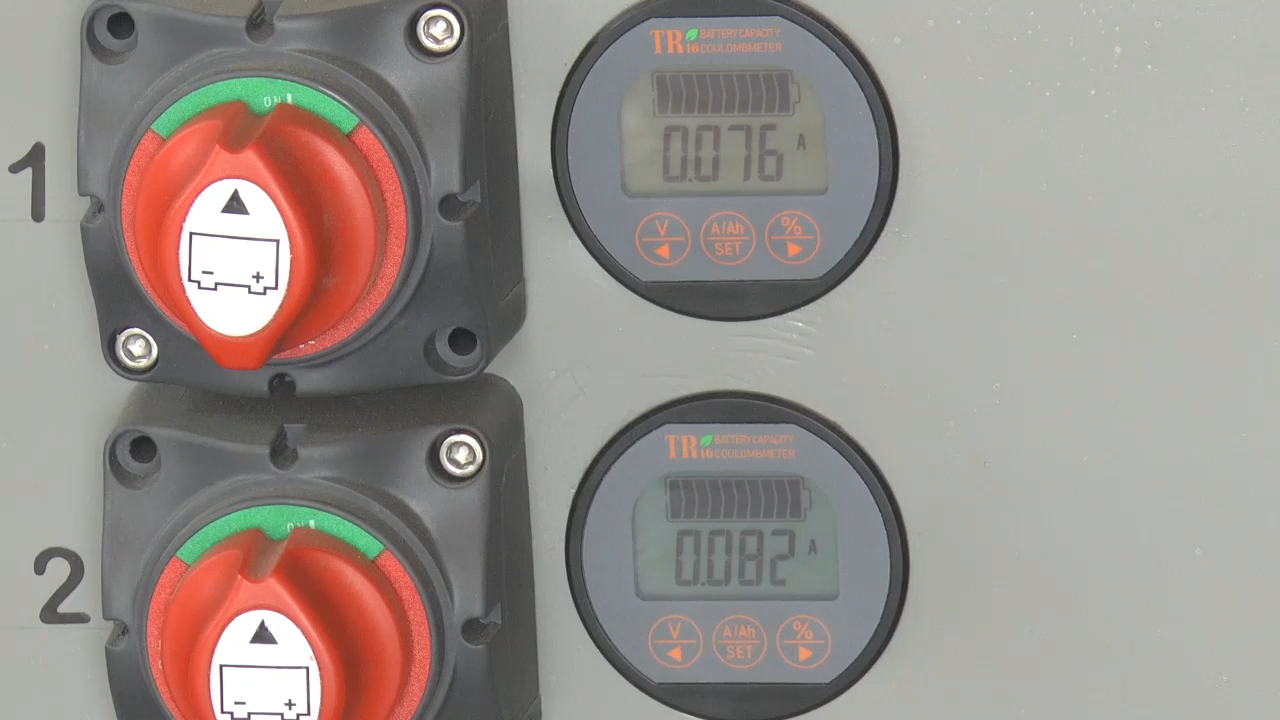 1
ON
TR16 BATTERY CAPACITY
COULOMBMETER
0.076 A
V A/Ah SET %
- +
2
ON
TR16 BATTERY CAPACITY
COULOMBMETER
0.082 A
V A/Ah SET %
- +